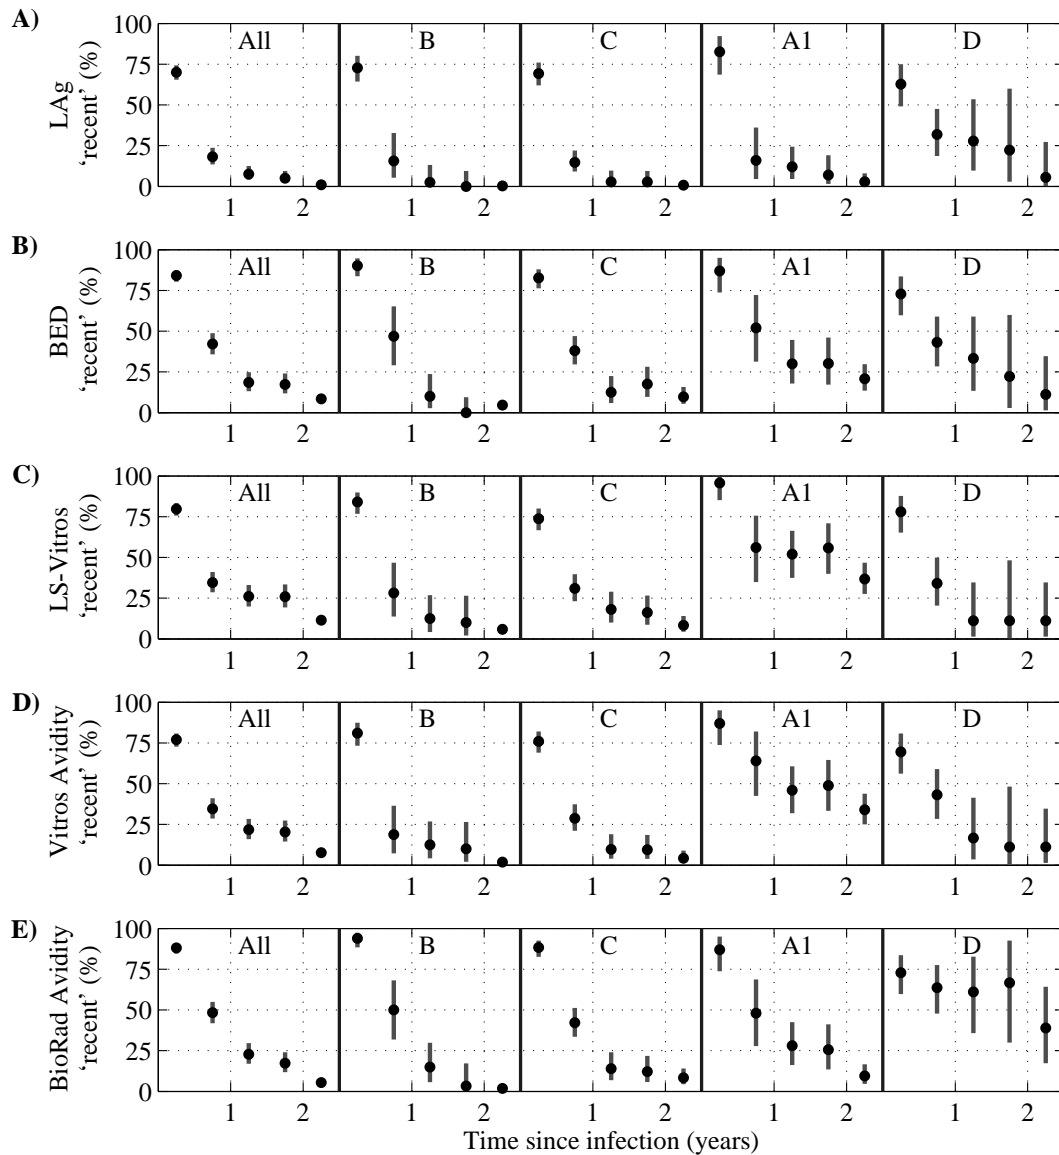 A)
LAg
‘recent’ (%)
100
75
50
25
0
All
B
C
A1
D
1
2
1
2
1
2
1
2
1
2
B)
BED
‘recent’ (%)
100
75
50
25
0
All
B
C
A1
D
1
2
1
2
1
2
1
2
1
2
C)
LS-Vitros
‘recent’ (%)
100
75
50
25
0
All
B
C
A1
D
1
2
1
2
1
2
1
2
1
2
D)
Vitros Avidity
‘recent’ (%)
100
75
50
25
0
All
B
C
A1
D
1
2
1
2
1
2
1
2
1
2
E)
BioRad Avidity
‘recent’ (%)
100
75
50
25
0
All
B
C
A1
D
1
2
1
2
1
2
1
2
1
2
Time since infection (years)